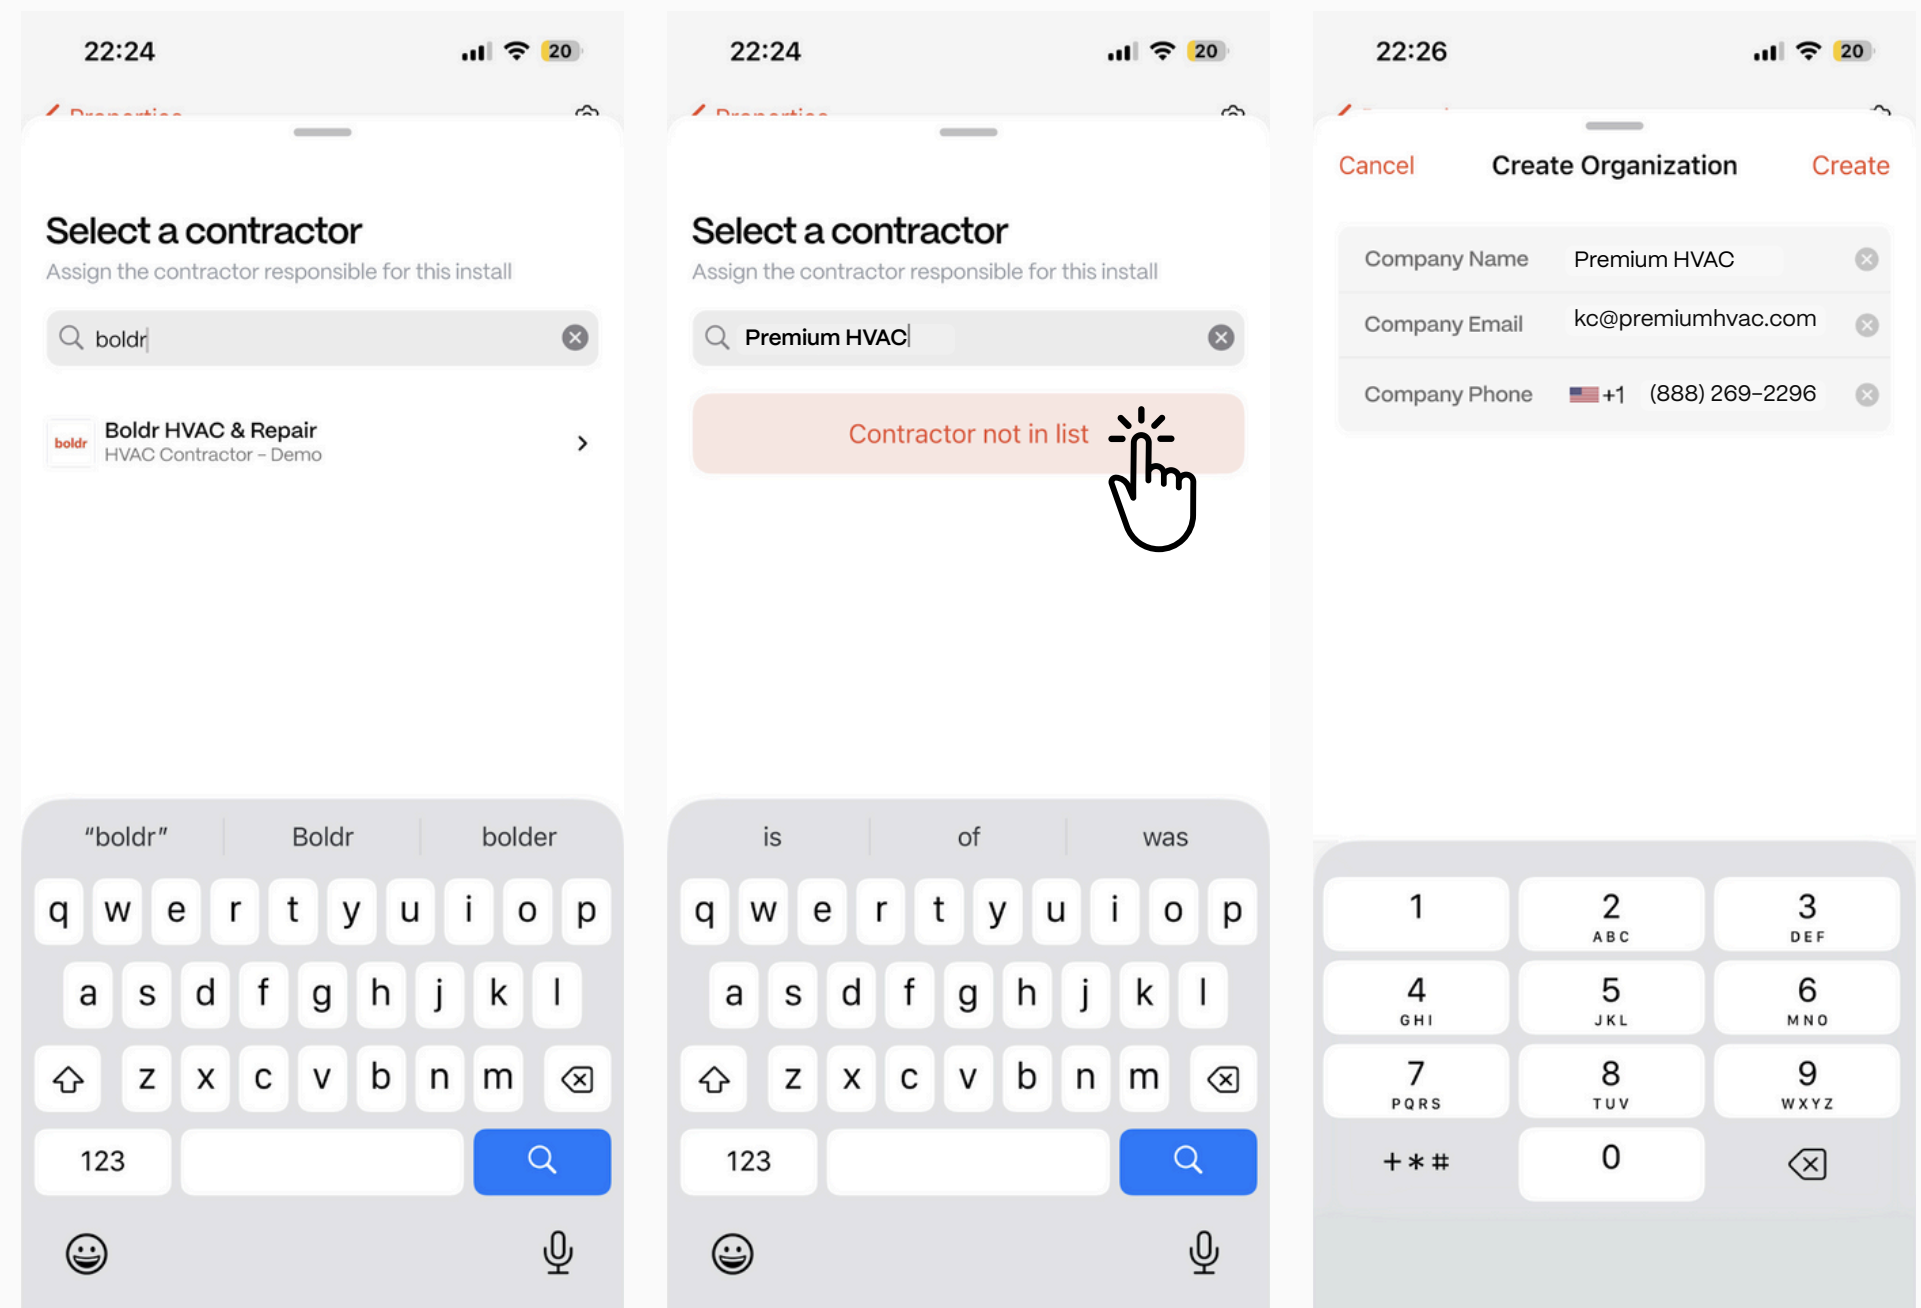 22:24
20
Properties
Select a contractor
Assign the contractor responsible for this install
boldr
boldr
Boldr HVAC & Repair
HVAC Contractor – Demo
"boldr" Boldr bolder
q w e r t y u i o p
a s d f g h j k l
z x c v b n m
123
22:24
20
Properties
Select a contractor
Assign the contractor responsible for this install
Premium HVAC
Contractor not in list
is of was
q w e r t y u i o p
a s d f g h j k l
z x c v b n m
123
22:26
20
Cancel Create Organization Create
Company Name Premium HVAC
Company Email kc@premiumhvac.com
Company Phone +1 (888) 269-2296
1 2 3
ABC DEF
4 5 6
GHI JKL MNO
7 8 9
PQRS TUV WXYZ
+*# 0